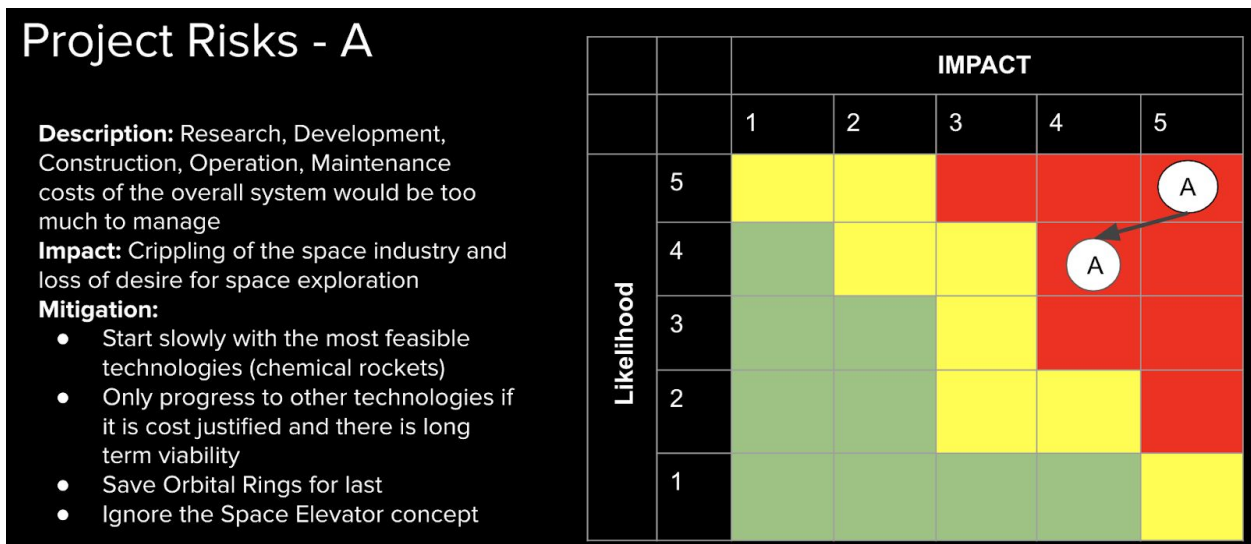 Project Risks - A
Description: Research, Development,
Construction, Operation, Maintenance
costs of the overall system would be too
much to manage
Impact: Crippling of the space industry and
loss of desire for space exploration
Mitigation:
● Start slowly with the most feasible
technologies (chemical rockets)
● Only progress to other technologies if
it is cost justified and there is long
term viability
● Save Orbital Rings for last
● Ignore the Space Elevator concept
IMPACT
1 2 3 4 5
Likelihood
5 A
4 A
3
2
1